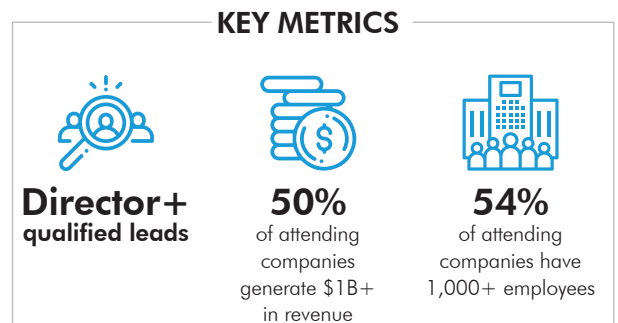 KEY METRICS
Director+
qualified leads
50%
of attending
companies
generate $1B+
in revenue
54%
of attending
companies have
1,000+ employees